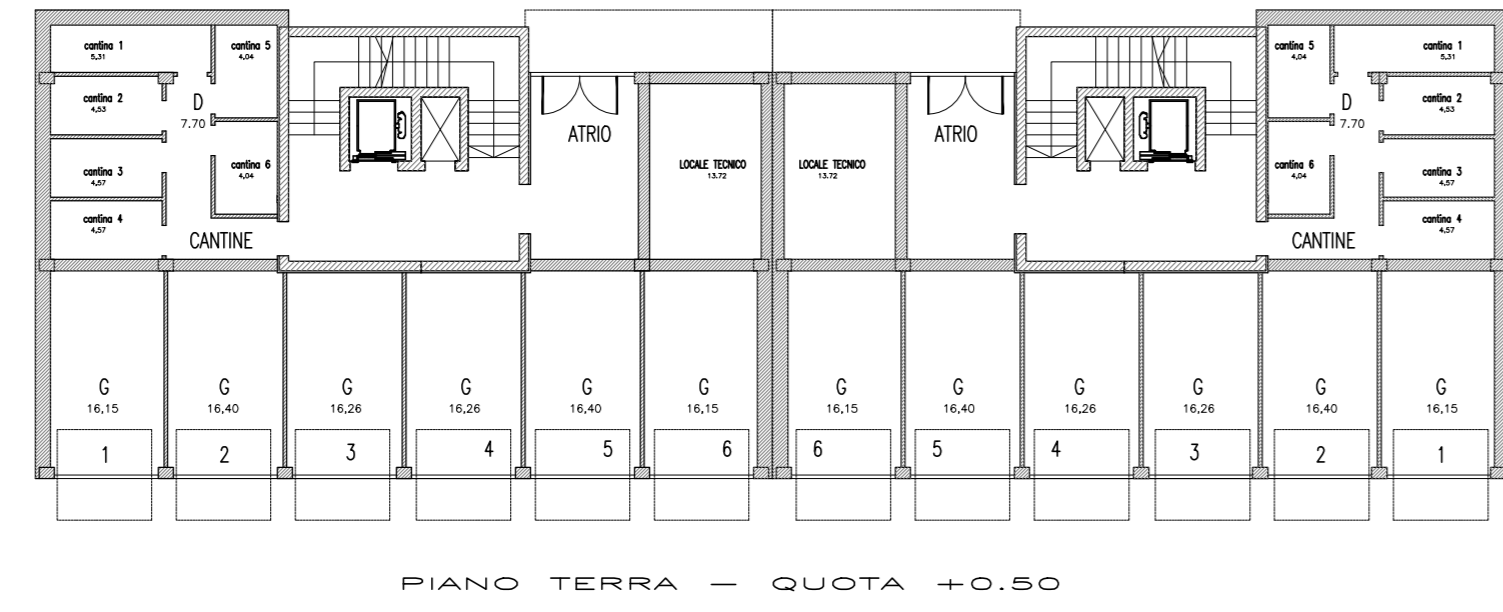 cantina 1
5,31
cantina 5
4,04
cantina 5
4,04
cantina 1
5,31
cantina 2
4,53
D
7.70
D
7.70
cantina 2
4,53
ATRIO
ATRIO
cantina 3
4,57
cantina 6
4,04
LOCALE TECNICO
13.72
LOCALE TECNICO
13.72
cantina 6
4,04
cantina 3
4,57
cantina 4
4,57
cantina 4
4,57
CANTINE
CANTINE
G
16,15
G
16,40
G
16,26
G
16,26
G
16,40
G
16,15
G
16,15
G
16,40
G
16,26
G
16,26
G
16,40
G
16,15
1
2
3
4
5
6
6
5
4
3
2
1
PIANO TERRA — QUOTA +0.50